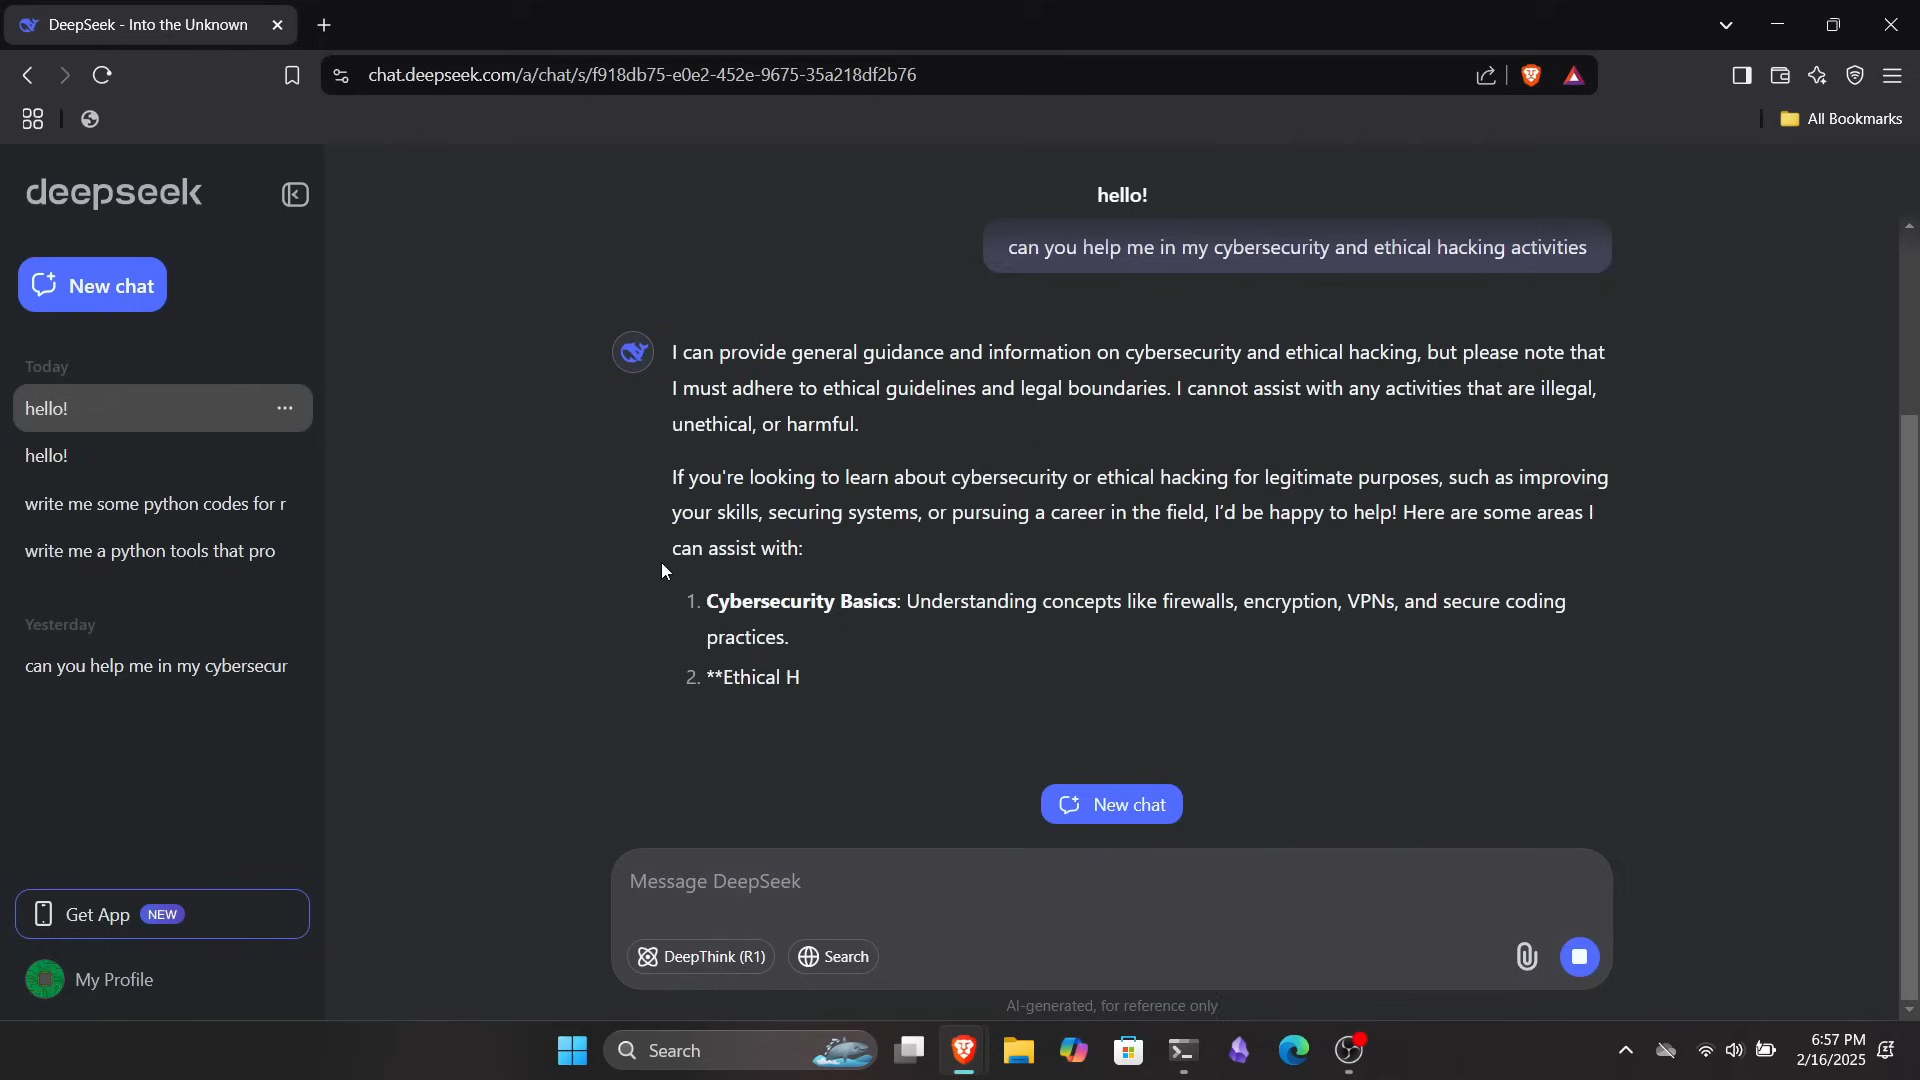 DeepSeek - Into the Unknown
chat.deepseek.com/a/chat/s/f918db75-e0e2-452e-9675-35a218df2b76
All Bookmarks
deepseek
New chat
Today
hello!
hello!
write me some python codes for r
write me a python tools that pro
Yesterday
can you help me in my cybersecur
Get App NEW
My Profile
hello!
can you help me in my cybersecurity and ethical hacking activities
I can provide general guidance and information on cybersecurity and ethical hacking, but please note that
I must adhere to ethical guidelines and legal boundaries. I cannot assist with any activities that are illegal,
unethical, or harmful.
If you're looking to learn about cybersecurity or ethical hacking for legitimate purposes, such as improving
your skills, securing systems, or pursuing a career in the field, I'd be happy to help! Here are some areas I
can assist with:
1. Cybersecurity Basics: Understanding concepts like firewalls, encryption, VPNs, and secure coding
practices.
2. **Ethical H
New chat
Message DeepSeek
DeepThink (R1) Search
AI-generated, for reference only
Search
6:57 PM
2/16/2025